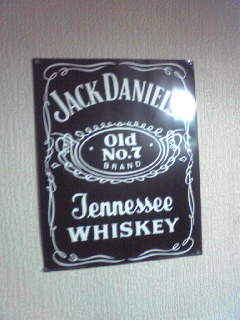 JACK DANIEL'S
Old
No.7
BRAND
Tennessee
WHISKEY